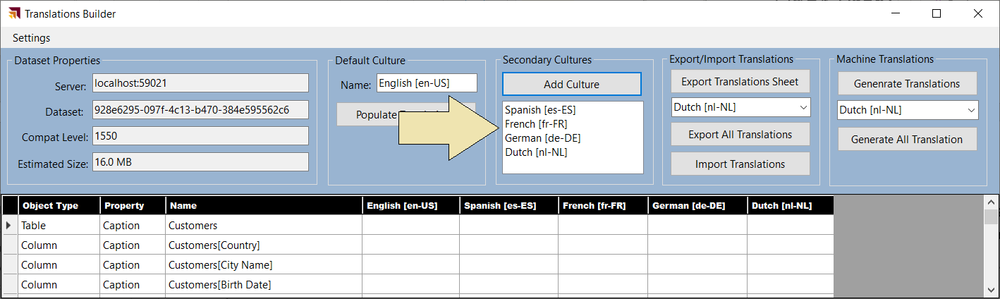 Translations Builder
Settings
Dataset Properties
Server: localhost:59021
Dataset: 928e6295-097f-4c13-b470-384e595562c6
Compat Level: 1550
Estimated Size: 16.0 MB
Default Culture
Name: English [en-US]
Populate
Secondary Cultures
Add Culture
Spanish [es-ES]
French [fr-FR]
German [de-DE]
Dutch [nl-NL]
Export/Import Translations
Export Translations Sheet
Dutch [nl-NL]
Export All Translations
Import Translations
Machine Translations
Genenrate Translations
Dutch [nl-NL]
Generate All Translation
Object Type Property Name English [en-US] Spanish [es-ES] French [fr-FR] German [de-DE] Dutch [nl-NL]
Table Caption Customers
Column Caption Customers[Country]
Column Caption Customers[City Name]
Column Caption Customers[Birth Date]